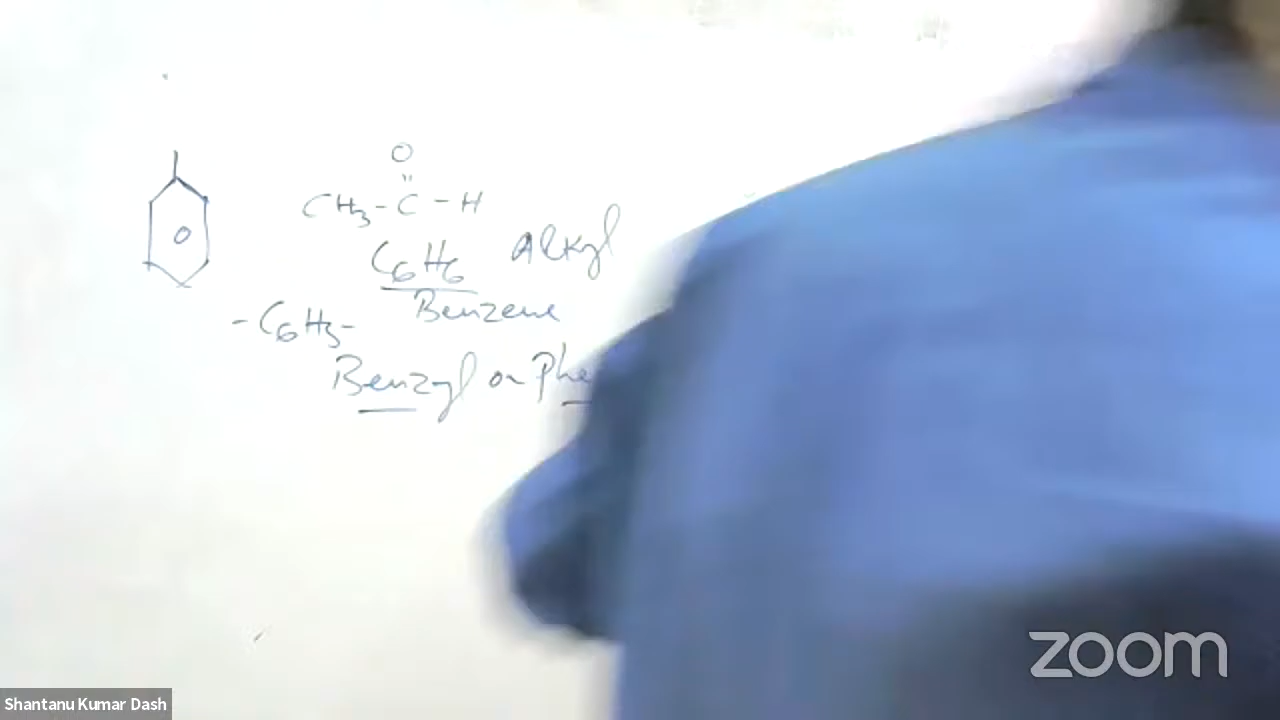 O
"
CH3-C-H
O
C6H6 Alkyl
Benzene
-C6H5-
Benzyl or Phe
Shantanu Kumar Dash
zoom